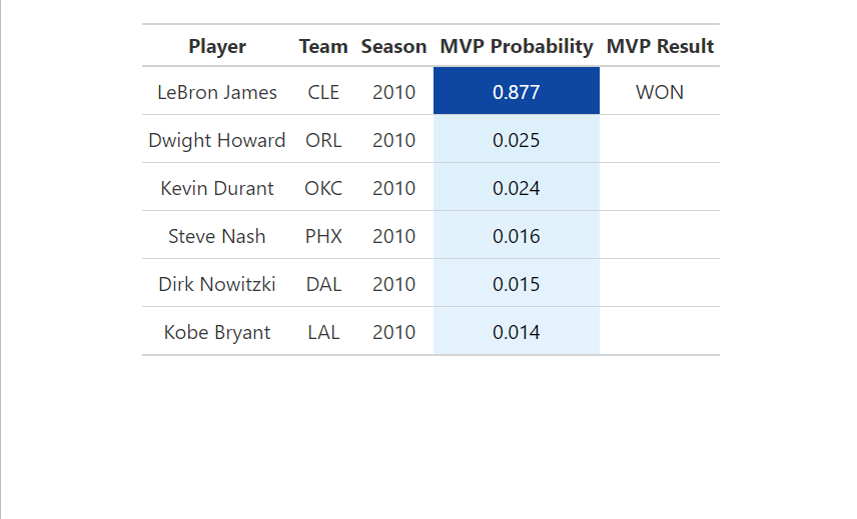 Player Team Season MVP Probability MVP Result
LeBron James CLE 2010 0.877 WON
Dwight Howard ORL 2010 0.025
Kevin Durant OKC 2010 0.024
Steve Nash PHX 2010 0.016
Dirk Nowitzki DAL 2010 0.015
Kobe Bryant LAL 2010 0.014